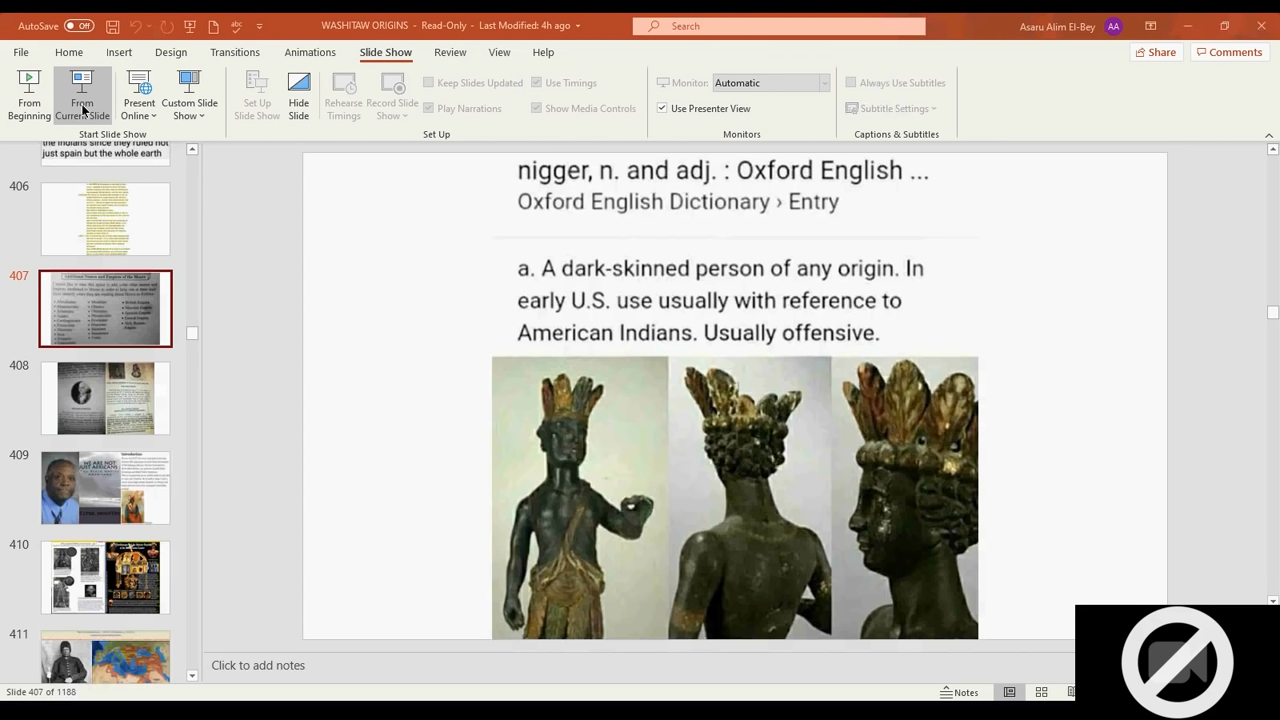 AutoSave Off
WASHITAW ORIGINS - Read-Only - Last Modified: 4h ago
Search
Asaru Alim El-Bey AA
File Home Insert Design Transitions Animations Slide Show Review View Help
Share Comments
From Beginning
From Current Slide
Present Online
Custom Slide Show
Start Slide Show
Set Up Slide Show
Hide Slide
Rehearse Timings
Record Slide Show
Keep Slides Updated
Play Narrations
Use Timings
Show Media Controls
Set Up
Monitor: Automatic
Use Presenter View
Monitors
Always Use Subtitles
Subtitle Settings
Captions & Subtitles
the Indians since they ruled not
just spain but the whole earth
406
407
408
409
WE ARE NOT
JUST AFRICANS
410
411
nigger, n. and adj. : Oxford English ...
Oxford English Dictionary › Entry
a. A dark-skinned person of any origin. In
early U.S. use usually with reference to
American Indians. Usually offensive.
Click to add notes
Slide 407 of 1188
Notes